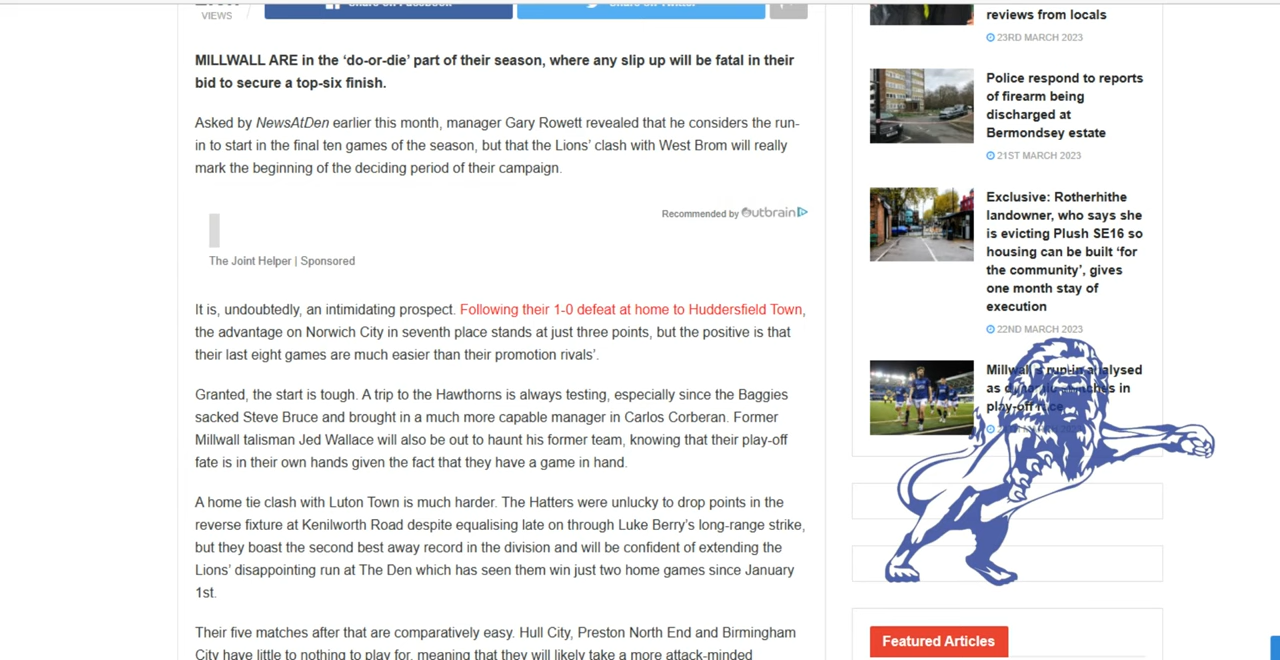 VIEWS
MILLWALL ARE in the ‘do-or-die’ part of their season, where any slip up will be fatal in their
bid to secure a top-six finish.
Asked by NewsAtDen earlier this month, manager Gary Rowett revealed that he considers the run-
in to start in the final ten games of the season, but that the Lions’ clash with West Brom will really
mark the beginning of the deciding period of their campaign.
Recommended by Outbrain
The Joint Helper | Sponsored
It is, undoubtedly, an intimidating prospect. Following their 1-0 defeat at home to Huddersfield Town,
the advantage on Norwich City in seventh place stands at just three points, but the positive is that
their last eight games are much easier than their promotion rivals’.
Granted, the start is tough. A trip to the Hawthorns is always testing, especially since the Baggies
sacked Steve Bruce and brought in a much more capable manager in Carlos Corberan. Former
Millwall talisman Jed Wallace will also be out to haunt his former team, knowing that their play-off
fate is in their own hands given the fact that they have a game in hand.
A home tie clash with Luton Town is much harder. The Hatters were unlucky to drop points in the
reverse fixture at Kenilworth Road despite equalising late on through Luke Berry’s long-range strike,
but they boast the second best away record in the division and will be confident of extending the
Lions’ disappointing run at The Den which has seen them win just two home games since January
1st.
Their five matches after that are comparatively easy. Hull City, Preston North End and Birmingham
City have little to nothing to play for, meaning that they will likely take a more attack-minded
reviews from locals
23RD MARCH 2023
Police respond to reports
of firearm being
discharged at
Bermondsey estate
21ST MARCH 2023
Exclusive: Rotherhithe
landowner, who says she
is evicting Plush SE16 so
housing can be built ‘for
the community’, gives
one month stay of
execution
22ND MARCH 2023
Millwall's run-in analysed
as in
play-off race
Featured Articles